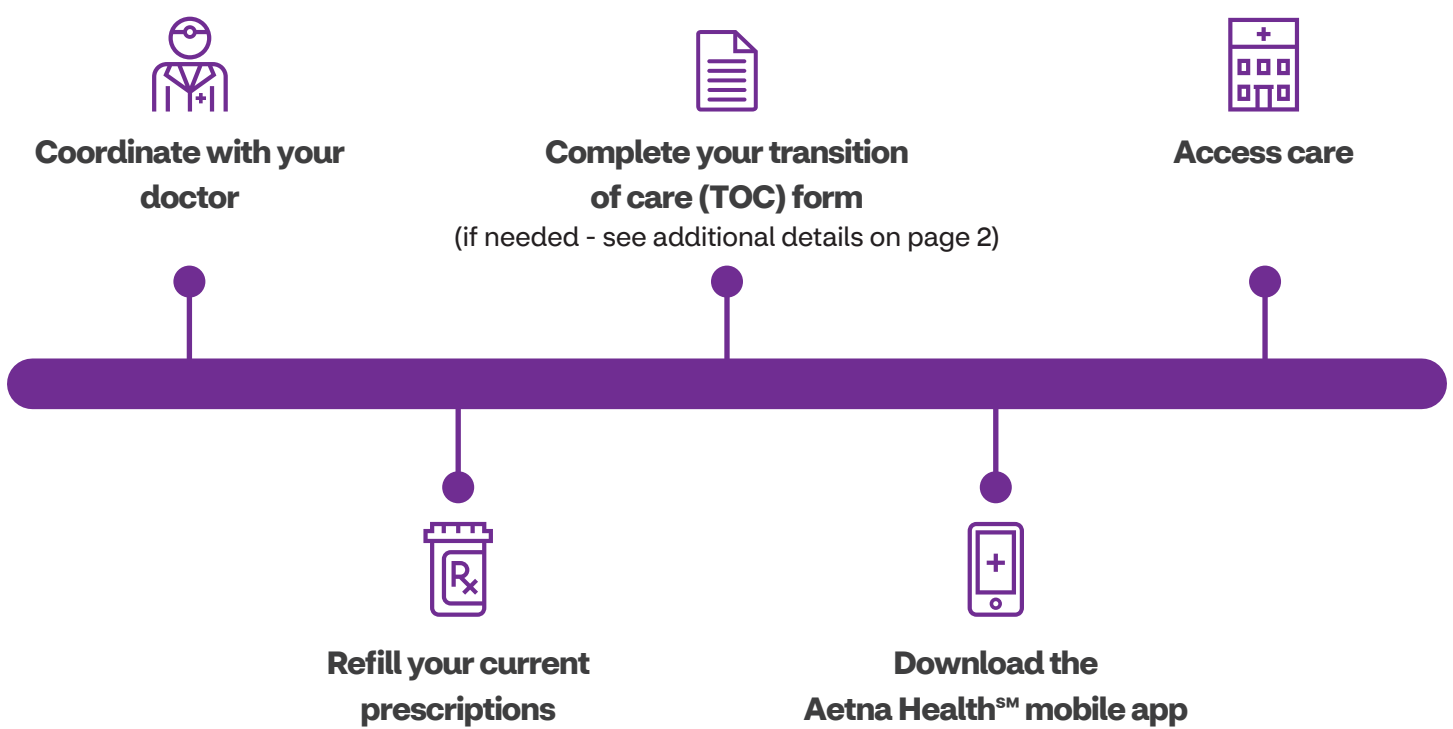 Coordinate with your
doctor
Rx
Refill your current
prescriptions
Complete your transition
of care (TOC) form
(if needed - see additional details on page 2)
Download the
Aetna Health℠ mobile app
Access care